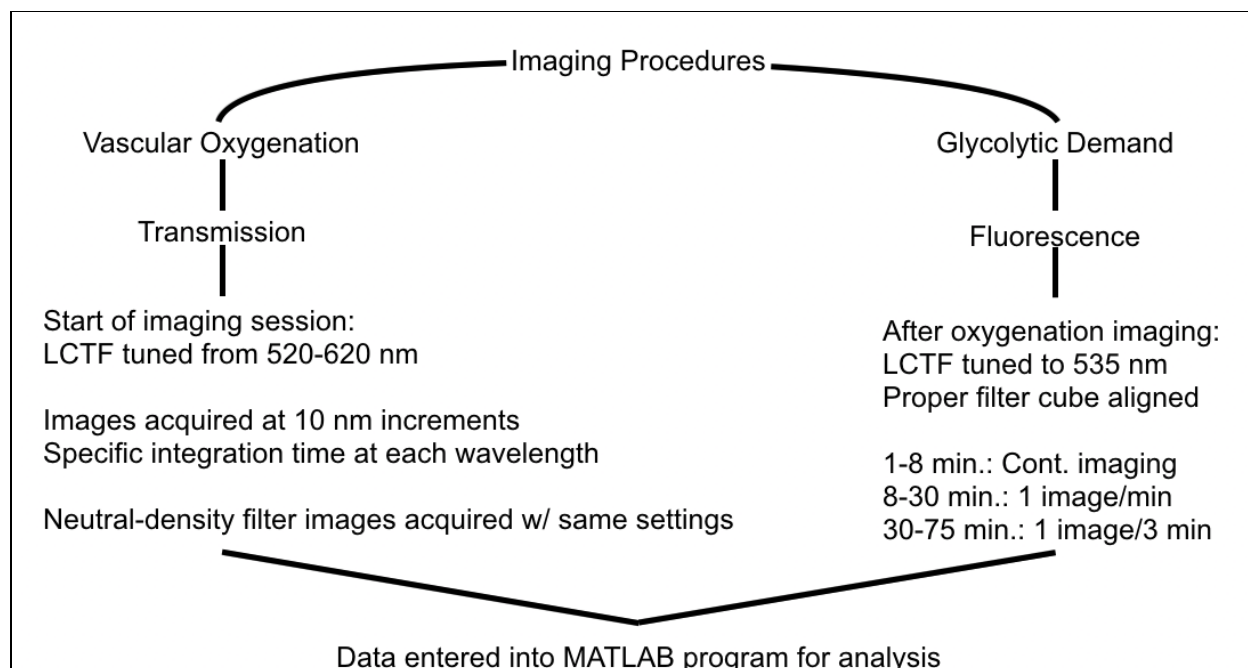 Imaging Procedures
Vascular Oxygenation
Transmission
Start of imaging session:
LCTF tuned from 520-620 nm
Images acquired at 10 nm increments
Specific integration time at each wavelength
Neutral-density filter images acquired w/ same settings
Glycolytic Demand
Fluorescence
After oxygenation imaging:
LCTF tuned to 535 nm
Proper filter cube aligned
1-8 min.: Cont. imaging
8-30 min.: 1 image/min
30-75 min.: 1 image/3 min
Data entered into MATLAB program for analysis